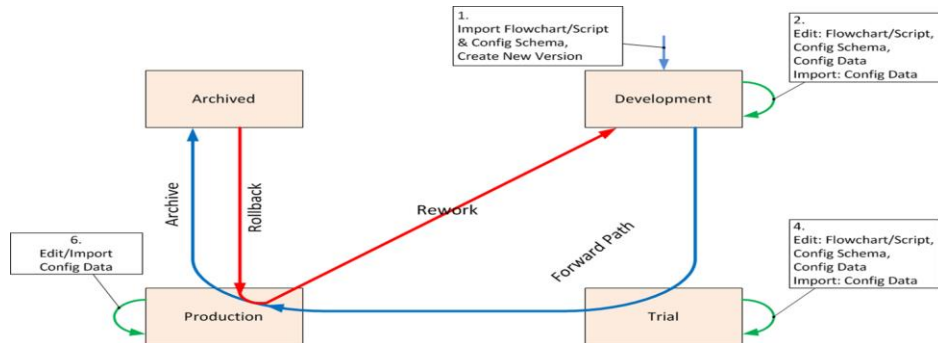 1.
Import Flowchart/Script
& Config Schema,
Create New Version
2.
Edit: Flowchart/Script,
Config Schema,
Config Data
Import: Config Data
Archived
Development
Archive
Rollback
Rework
Forward Path
6.
Edit/Import
Config Data
4.
Edit: Flowchart/Script,
Config Schema,
Config Data
Import: Config Data
Production
Trial